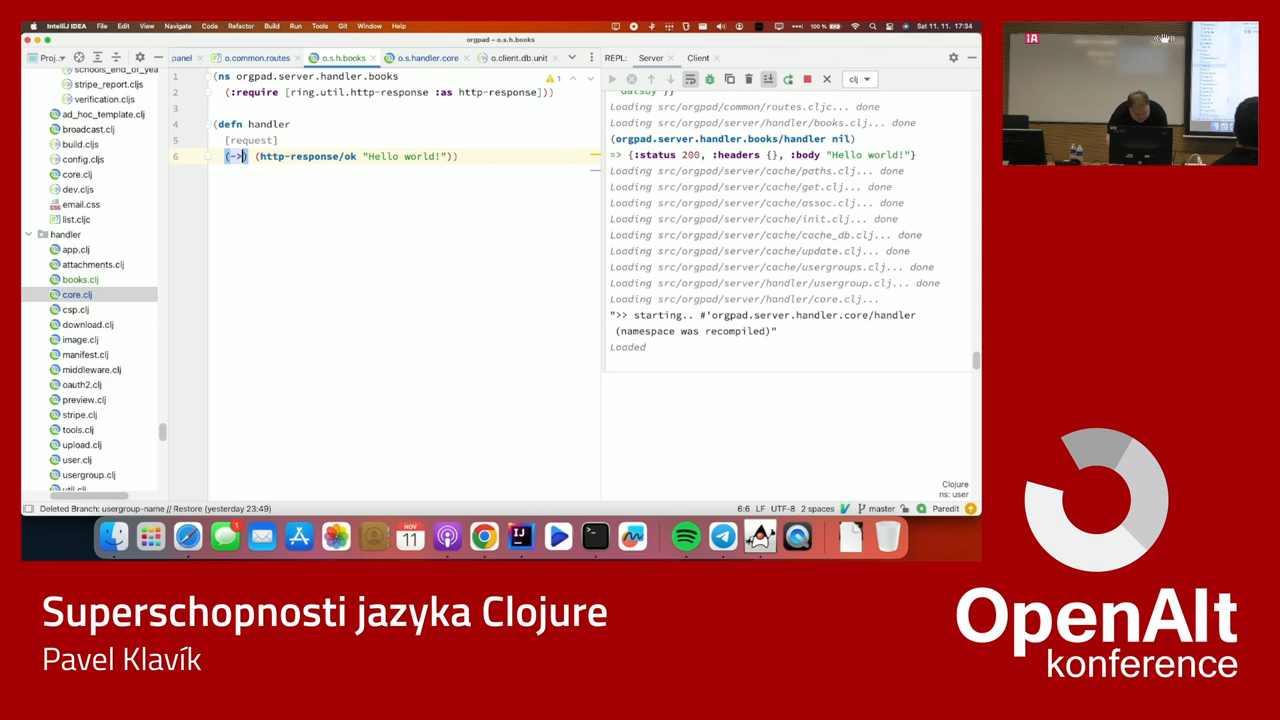 IntelliJ IDEA File Edit View Navigate Code Refactor Build Run Tools Git Window Help
100 % Sat 11. 11. 17:34
orgpad – o.s.h.books
Proj...
panel
o.common.routes
o.s.h.books
o.s.h.handler.core
o.client.db.unit
REPL: Server Client
schools_end_of_yea
stripe_report.clj
verification.cljs
ad_hoc_template.clj
broadcast.clj
build.cljs
config.cljs
core.clj
dev.cljs
email.css
list.cljc
handler
app.clj
attachments.clj
books.clj
core.clj
csp.clj
download.clj
image.clj
manifest.clj
middleware.clj
oauth2.clj
preview.clj
stripe.clj
tools.clj
upload.clj
user.clj
usergroup.clj
util.clj
1 (ns orgpad.server.handler.books
2 (:require [ring.util.http-response :as http-response]))
3
4 (defn handler
5 [request]
6 (->) (http-response/ok "Hello world!"))
1
clj
Gatsby ))
Loading src/orgpad/common/routes.cljc... done
Loading src/orgpad/server/handler/books.clj... done
(orgpad.server.handler.books/handler nil)
=> {:status 200, :headers {}, :body "Hello world!"}
Loading src/orgpad/server/cache/paths.clj... done
Loading src/orgpad/server/cache/get.clj... done
Loading src/orgpad/server/cache/assoc.clj... done
Loading src/orgpad/server/cache/init.clj... done
Loading src/orgpad/server/cache/cache_db.clj... done
Loading src/orgpad/server/cache/update.clj... done
Loading src/orgpad/server/cache/usergroups.clj... done
Loading src/orgpad/server/handler/usergroup.clj... done
Loading src/orgpad/server/handler/core.clj...
">> starting.. #'orgpad.server.handler.core/handler
(namespace was recompiled)"
Loaded
Clojure
ns: user
Deleted Branch: usergroup-name // Restore (yesterday 23:49)
6:6 LF UTF-8 2 spaces master Paredit
1
NOV
11
Superschopnosti jazyka Clojure
Pavel Klavík
OpenAlt
konference